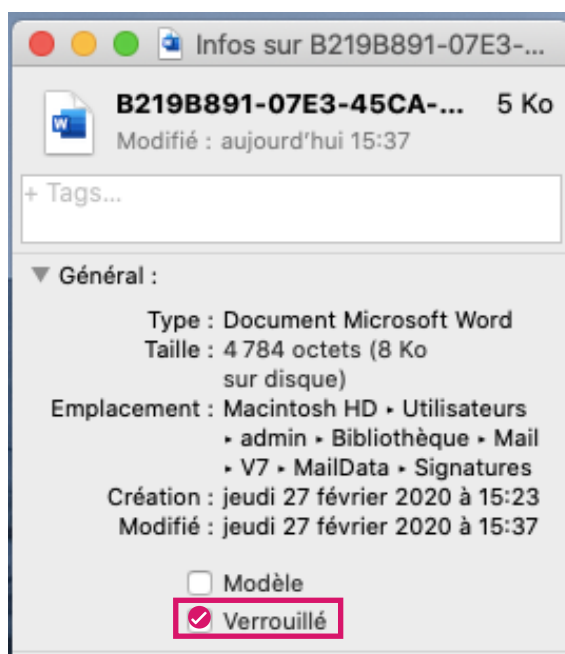 Infos sur B219B891-07E3-...
B219B891-07E3-45CA-... 5 Ko
Modifié : aujourd'hui 15:37
+ Tags...
▼ Général :
Type : Document Microsoft Word
Taille : 4 784 octets (8 Ko
sur disque)
Emplacement : Macintosh HD ▸ Utilisateurs
▸ admin ▸ Bibliothèque ▸ Mail
▸ V7 ▸ MailData ▸ Signatures
Création : jeudi 27 février 2020 à 15:23
Modifié : jeudi 27 février 2020 à 15:37
Modèle
Verrouillé